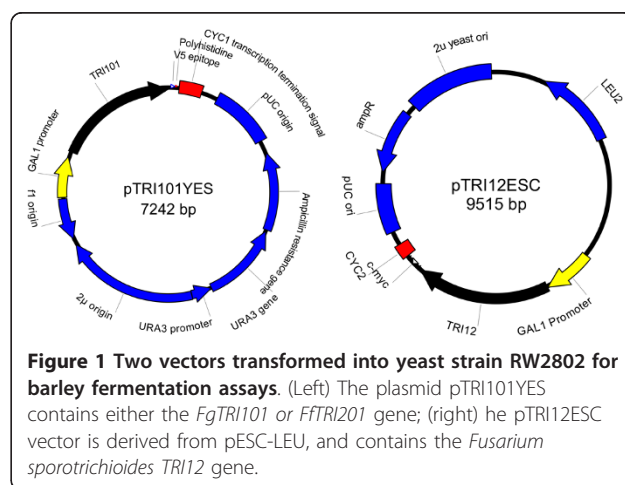 CYC1 transcription termination signal
Polyhistidine
V5 epitope
TRI101
pUC origin
GAL1 promoter
pTRI101YES
7242 bp
f1 origin
Ampicillin resistance gene
2µ origin
URA3 promoter
URA3 gene
2u yeast ori
LEU2
ampR
pTRI12ESC
9515 bp
pUC ori
CYC2
c-myc
TRI12
GAL1 Promoter
Figure 1 Two vectors transformed into yeast strain RW2802 for
barley fermentation assays. (Left) The plasmid pTRI101YES
contains either the FgTRI101 or FfTRI201 gene; (right) he pTRI12ESC
vector is derived from pESC-LEU, and contains the Fusarium
sporotrichioides TRI12 gene.